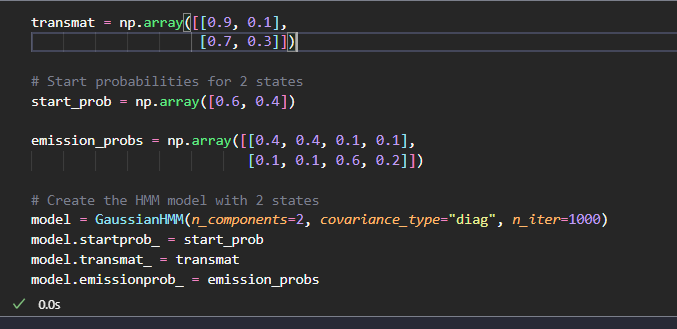 transmat = np.array([[0.9, 0.1],
[0.7, 0.3]])
# Start probabilities for 2 states
start_prob = np.array([0.6, 0.4])
emission_probs = np.array([[0.4, 0.4, 0.1, 0.1],
[0.1, 0.1, 0.6, 0.2]])
# Create the HMM model with 2 states
model = GaussianHMM(n_components=2, covariance_type="diag", n_iter=1000)
model.startprob_ = start_prob
model.transmat_ = transmat
model.emissionprob_ = emission_probs
0.0s